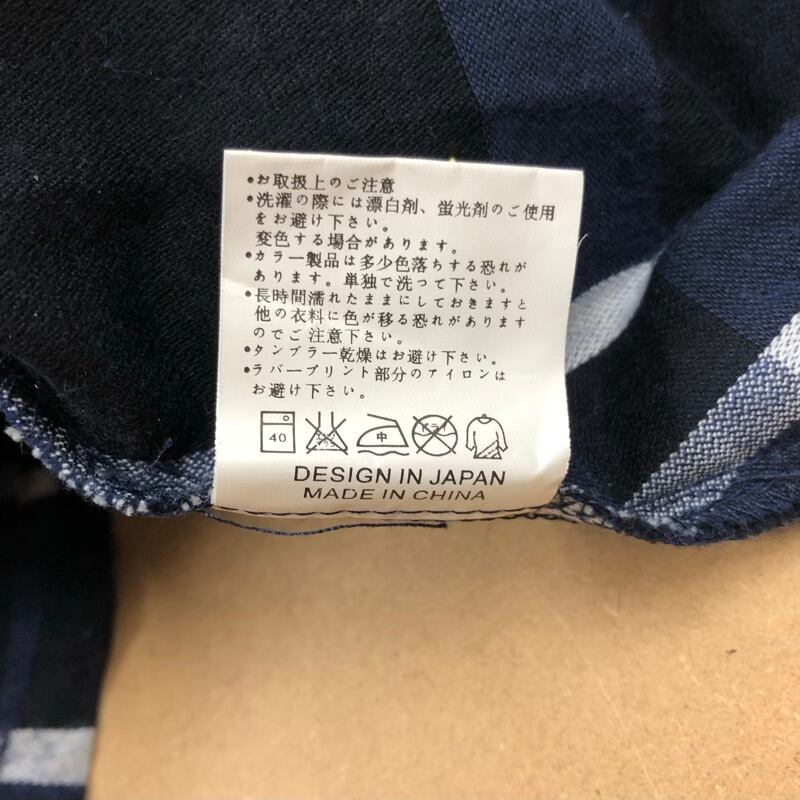 •お取扱上のご注意
•洗濯の際には漂白剤、蛍光剤のご使用
をお避け下さい。
変色する場合があります。
•カラー製品は多少色落ちする恐れが
あります。単独で洗って下さい。
•長時間濡れたままにしておきますと
他の衣料に色が移る恐れがあります
のでご注意下さい。
•タンブラー乾燥はお避け下さい。
•ラバープリント部分のアイロンは
お避け下さい。
40 中 ドライ
DESIGN IN JAPAN
MADE IN CHINA